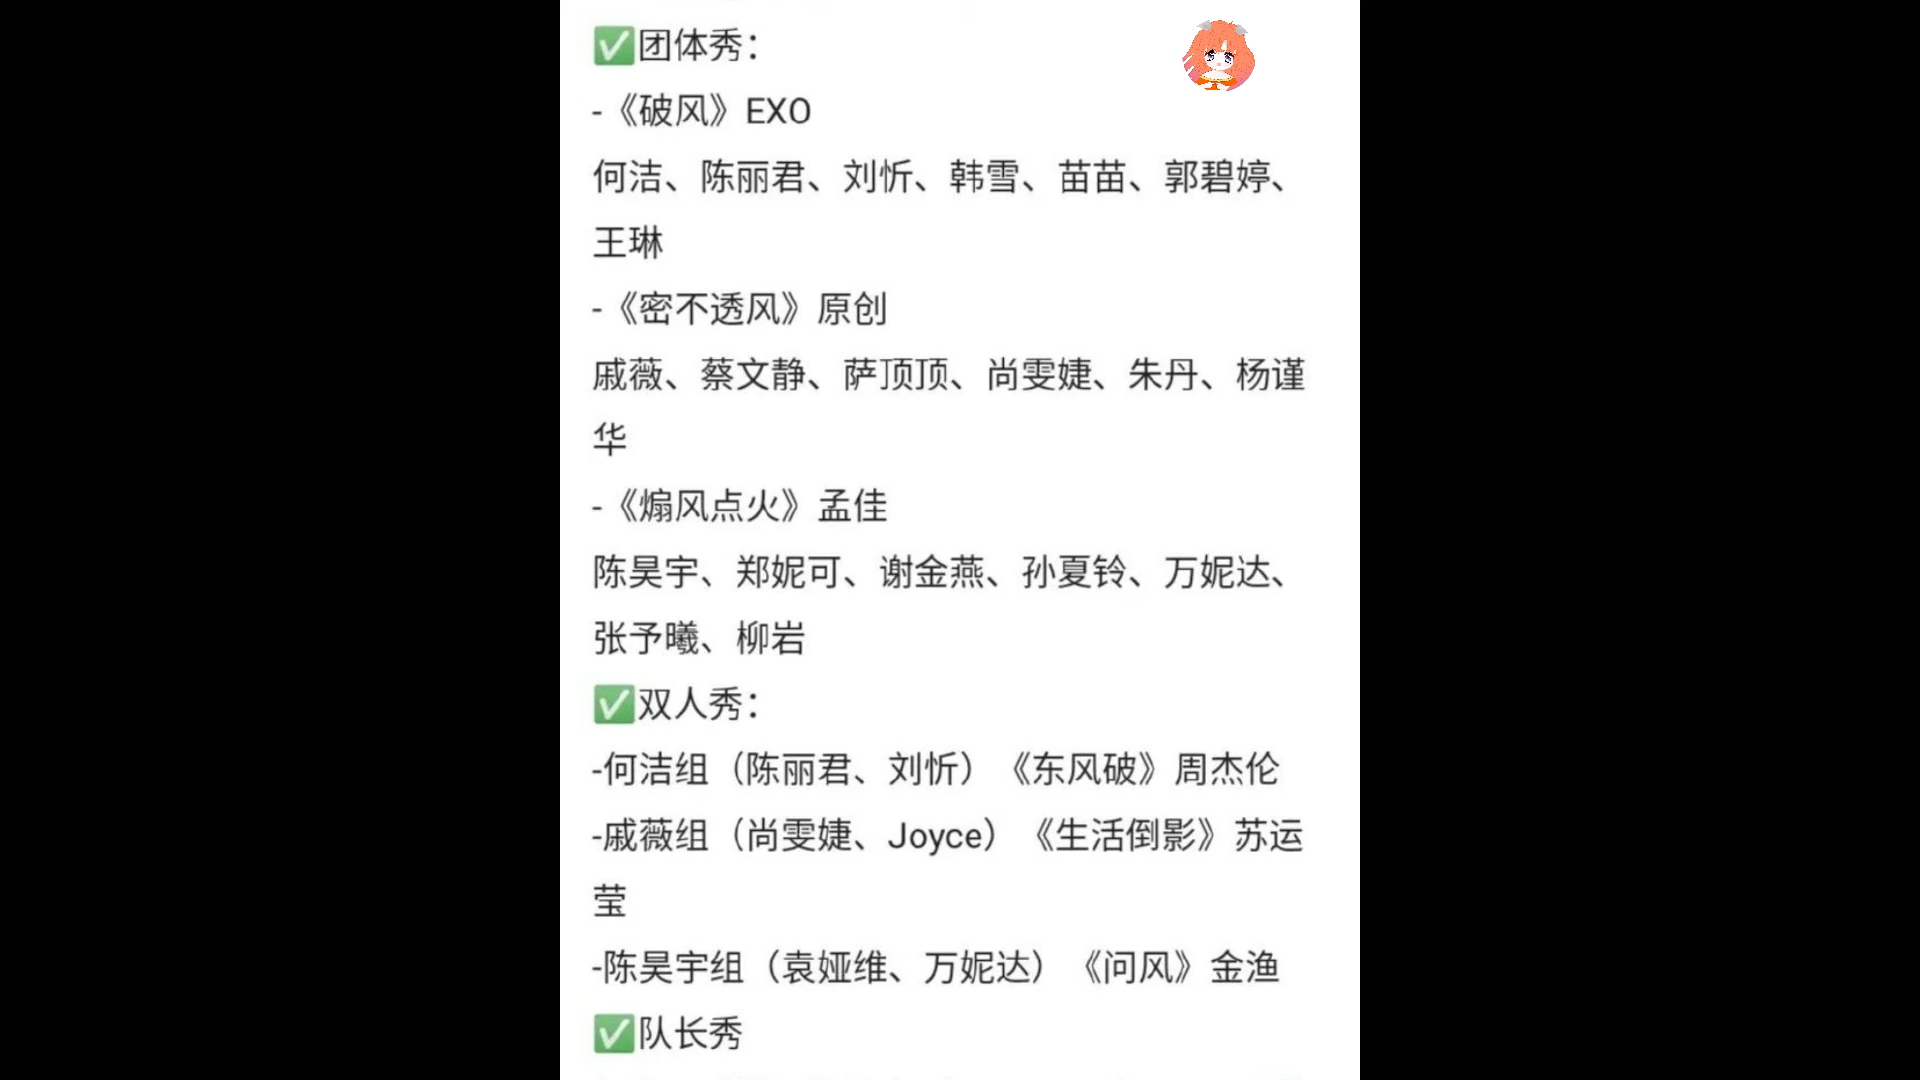 ✅团体秀：
-《破风》EXO
何洁、陈丽君、刘忻、韩雪、苗苗、郭碧婷、
王琳
-《密不透风》原创
戚薇、蔡文静、萨顶顶、尚雯婕、朱丹、杨谨
华
-《煽风点火》孟佳
陈昊宇、郑妮可、谢金燕、孙夏铃、万妮达、
张予曦、柳岩
✅双人秀：
-何洁组（陈丽君、刘忻）《东风破》周杰伦
-戚薇组（尚雯婕、Joyce）《生活倒影》苏运
莹
-陈昊宇组（袁娅维、万妮达）《问风》金渔
✅队长秀